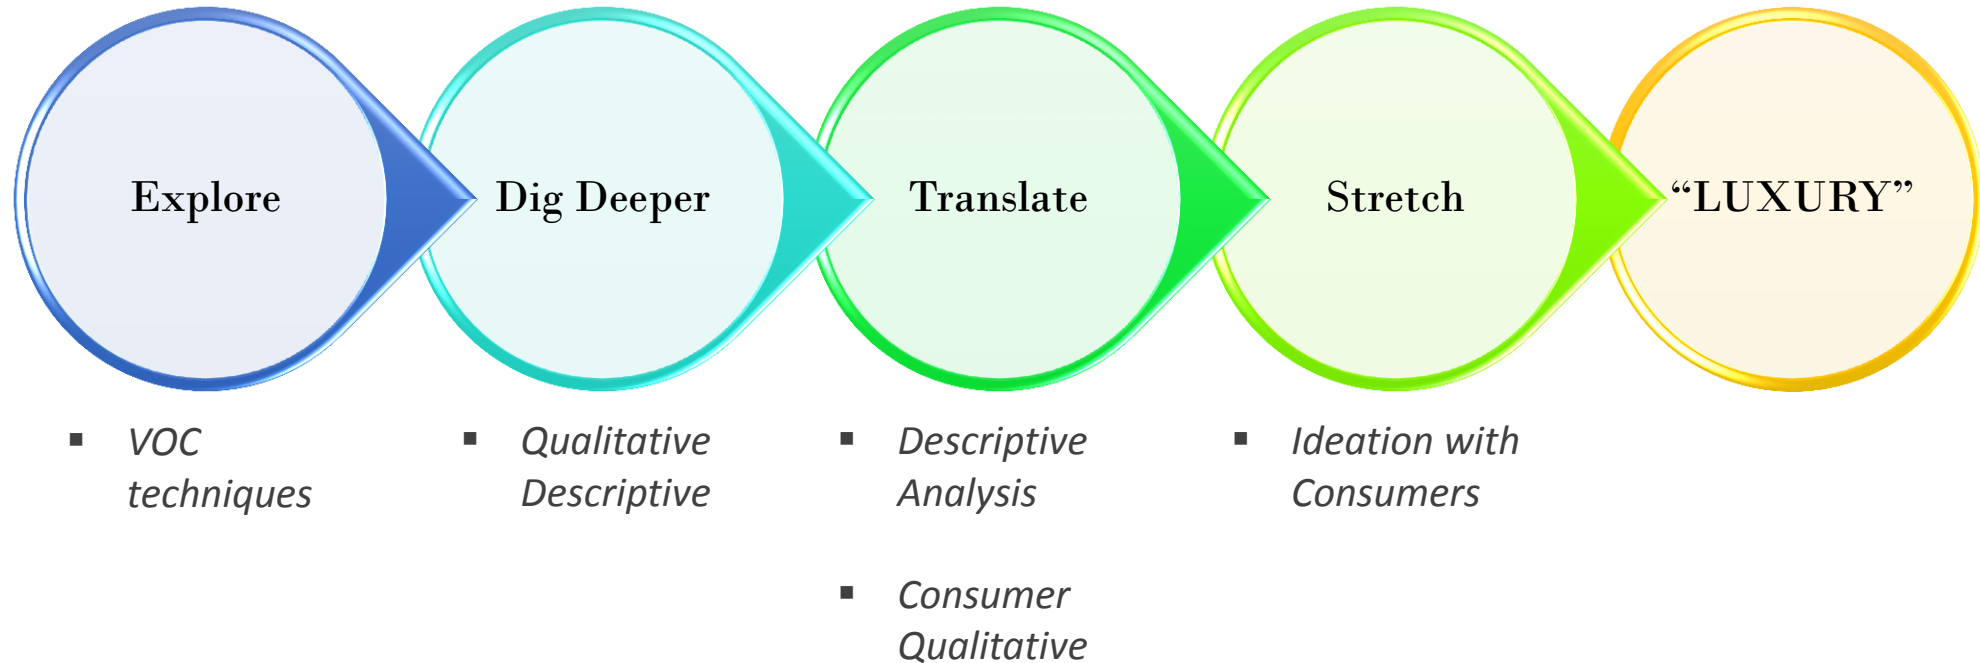 Explore
Dig Deeper
Translate
Stretch
“LUXURY”
▪ VOC
techniques
▪ Qualitative
Descriptive
▪ Descriptive
Analysis
▪ Consumer
Qualitative
▪ Ideation with
Consumers